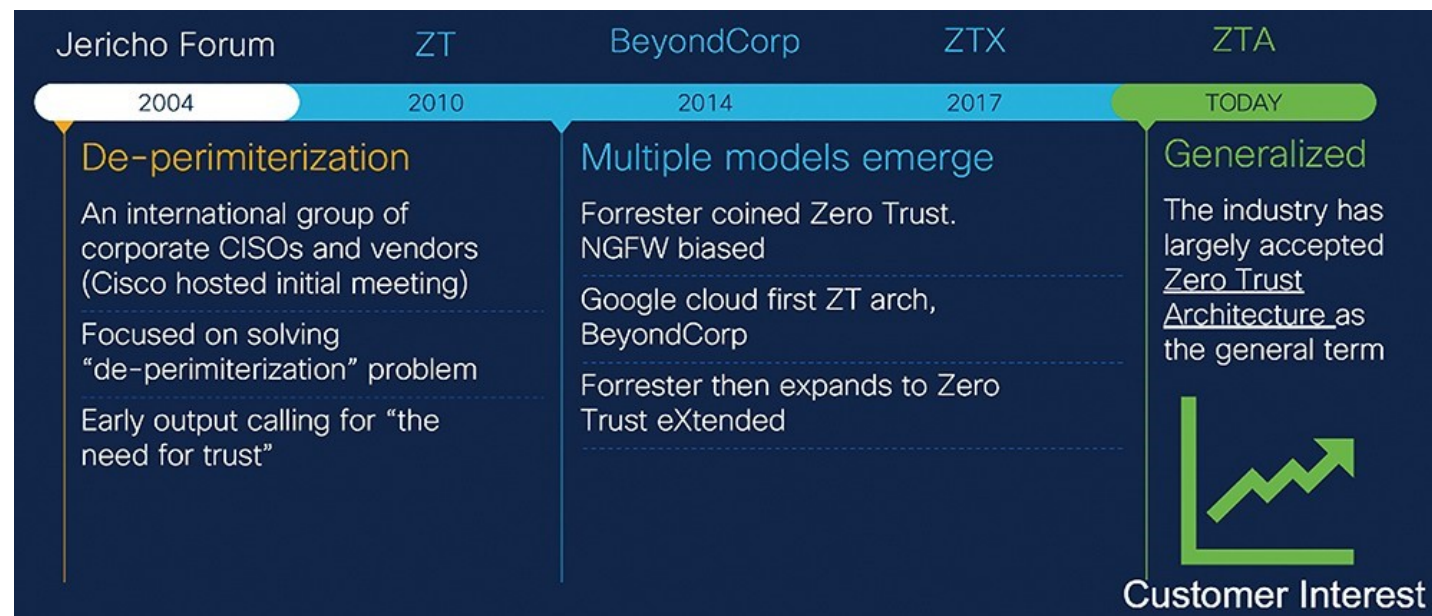 Jericho Forum
ZT
BeyondCorp
ZTX
ZTA
2004
2010
2014
2017
TODAY
De-perimiterization
An international group of
corporate CISOs and vendors
(Cisco hosted initial meeting)
Focused on solving
“de-perimiterization” problem
Early output calling for “the
need for trust”
Multiple models emerge
Forrester coined Zero Trust.
NGFW biased
Google cloud first ZT arch,
BeyondCorp
Forrester then expands to Zero
Trust eXtended
Generalized
The industry has
largely accepted
Zero Trust
Architecture as
the general term
Customer Interest